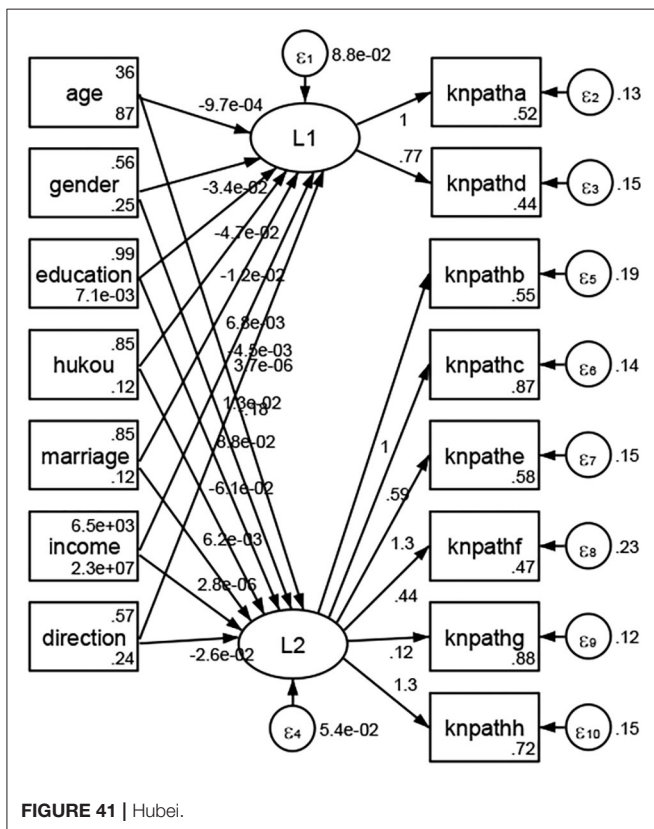 36
age
87
.56
gender
.25
.99
education
7.1e-03
.85
hukou
.12
.85
marriage
.12
6.5e+03
income
2.3e+07
.57
direction
.24
ε1
8.8e-02
L1
-9.7e-04
-3.4e-02
-4.7e-02
-1.2e-02
6.8e-03
-4.5e-03
3.7e-06
1.3e-02
8.8e-02
-6.1e-02
6.2e-03
2.8e-06
-2.6e-02
L2
ε4
5.4e-02
1
.77
1
.59
1.3
.44
.12
1.3
knpatha
.52
ε2
.13
knpathd
.44
ε3
.15
knpathb
.55
ε5
.19
knpathc
.87
ε6
.14
knpathe
.58
ε7
.15
knpathf
.47
ε8
.23
knpathg
.88
ε9
.12
knpathh
.72
ε10
.15
FIGURE 41 | Hubei.